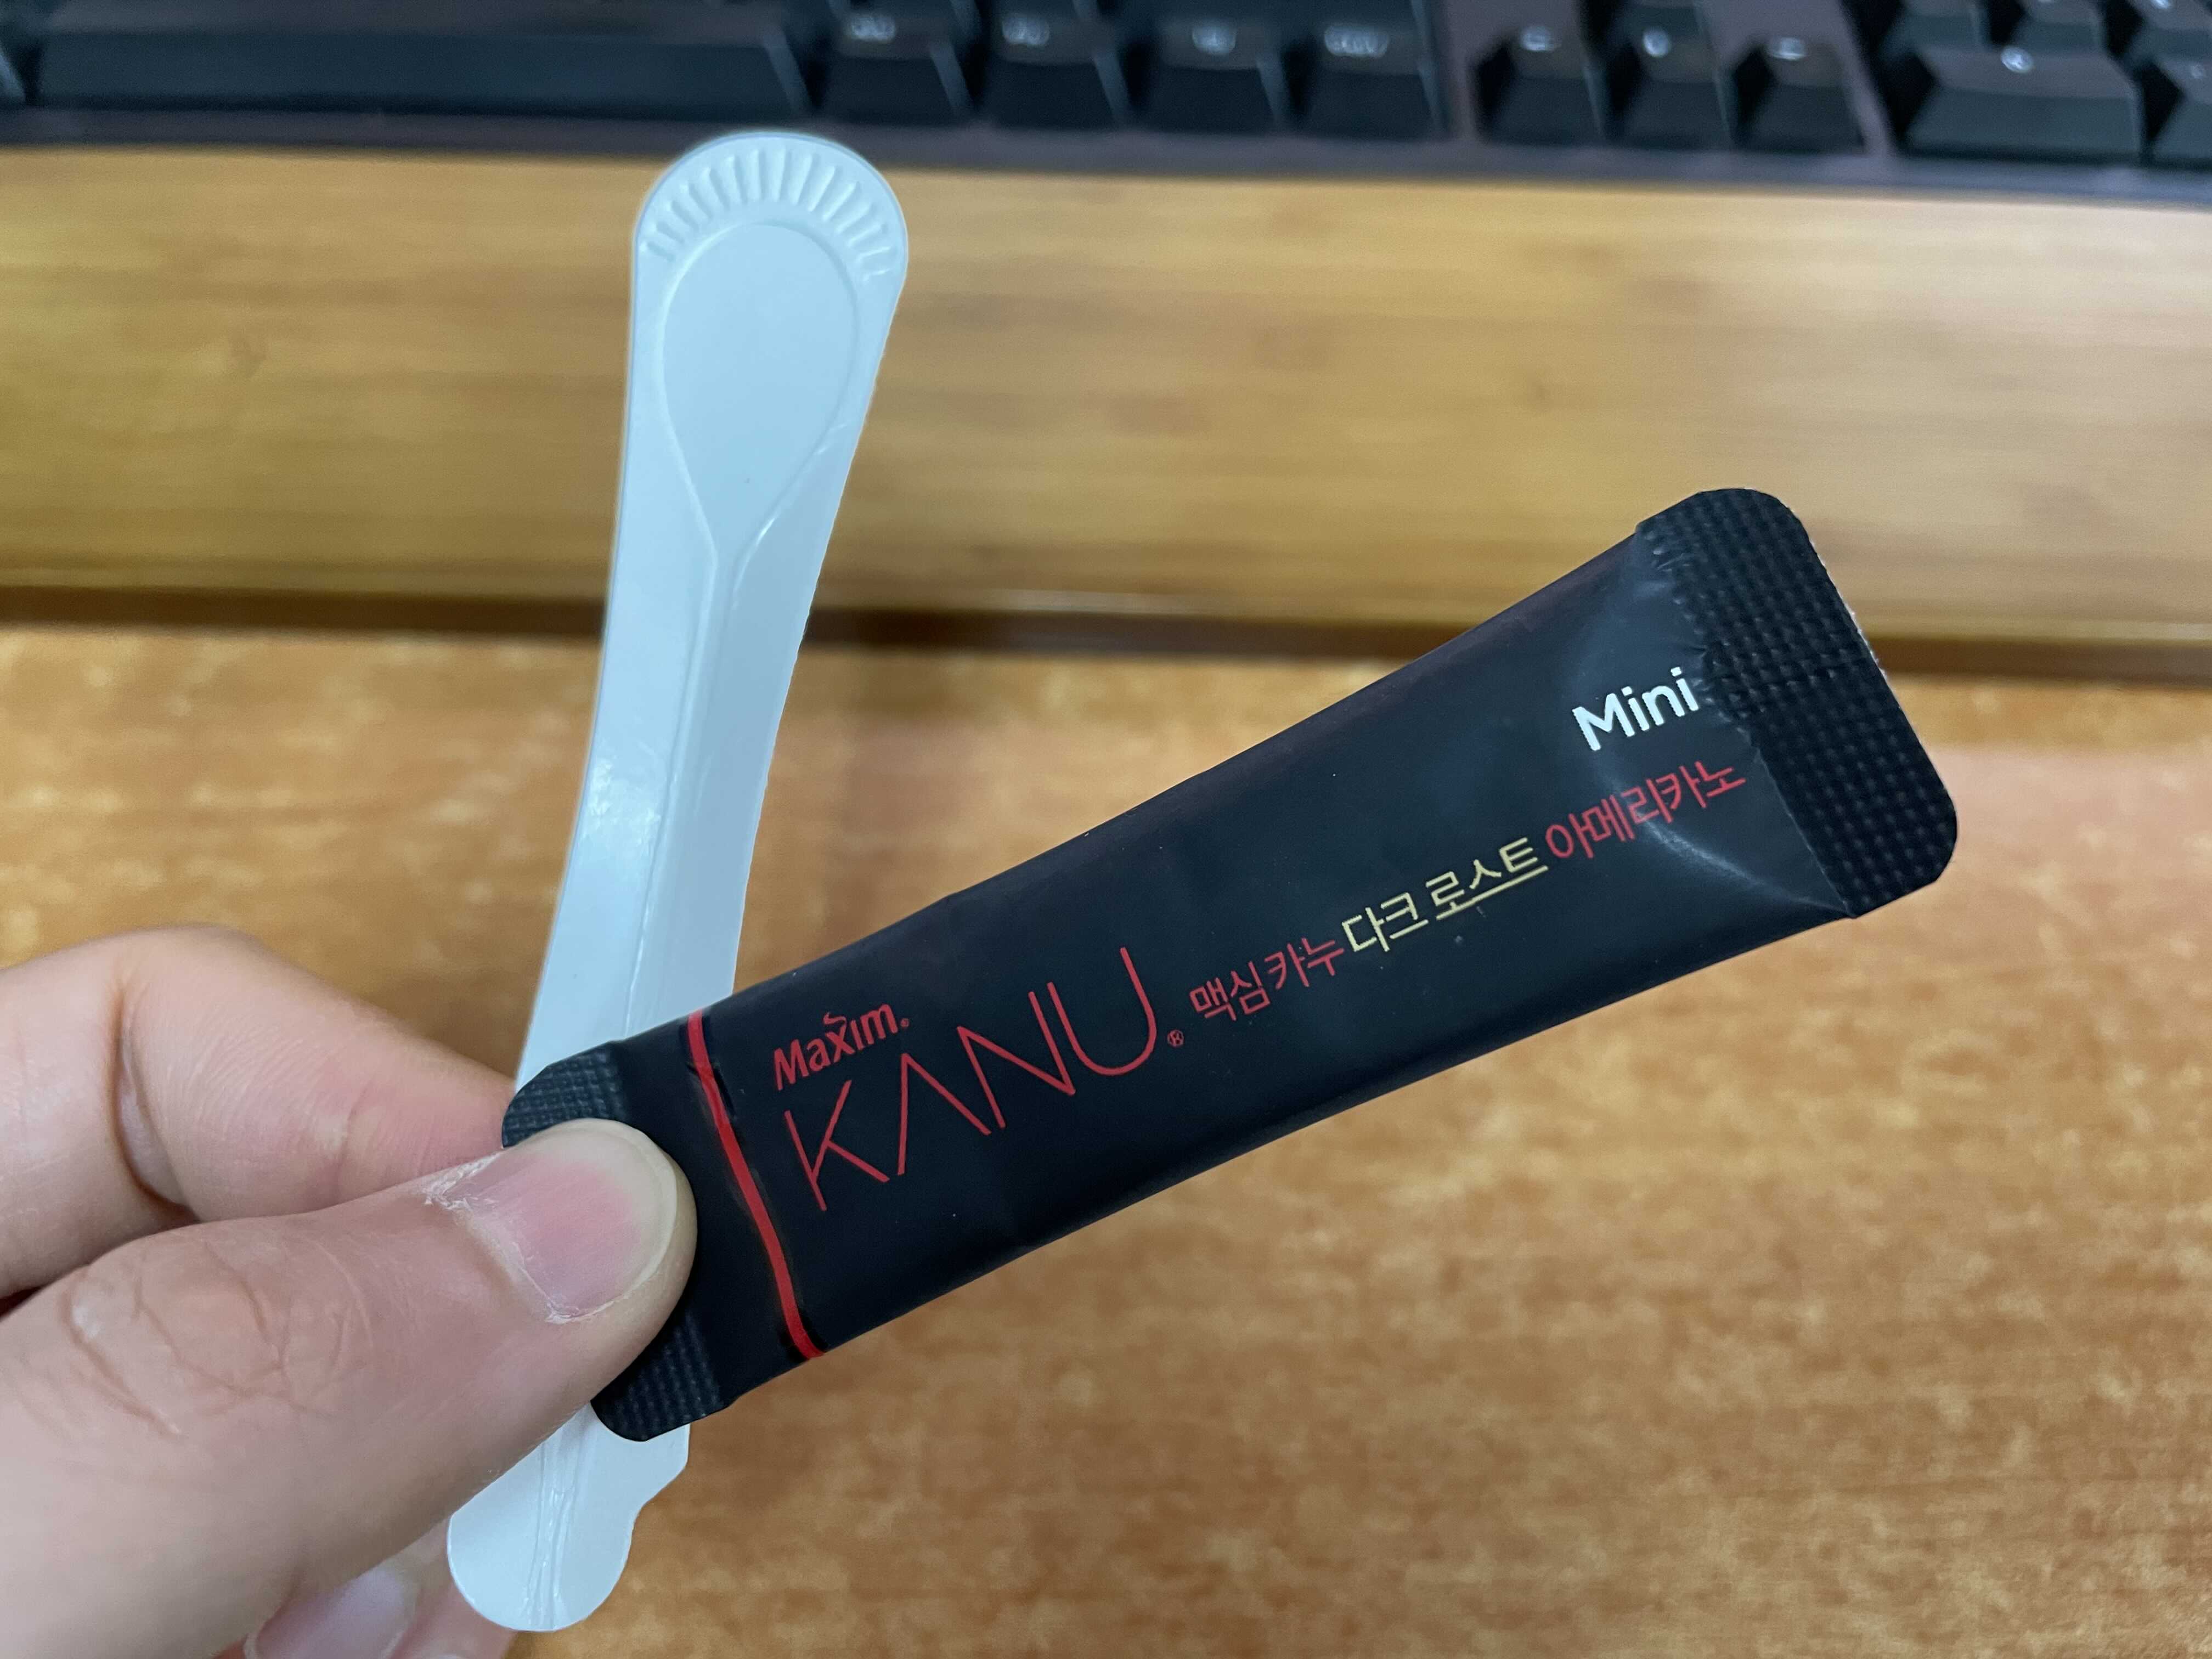 Mini
Maxim®
KANU® 맥심 카누 다크 로스트 아메리카노